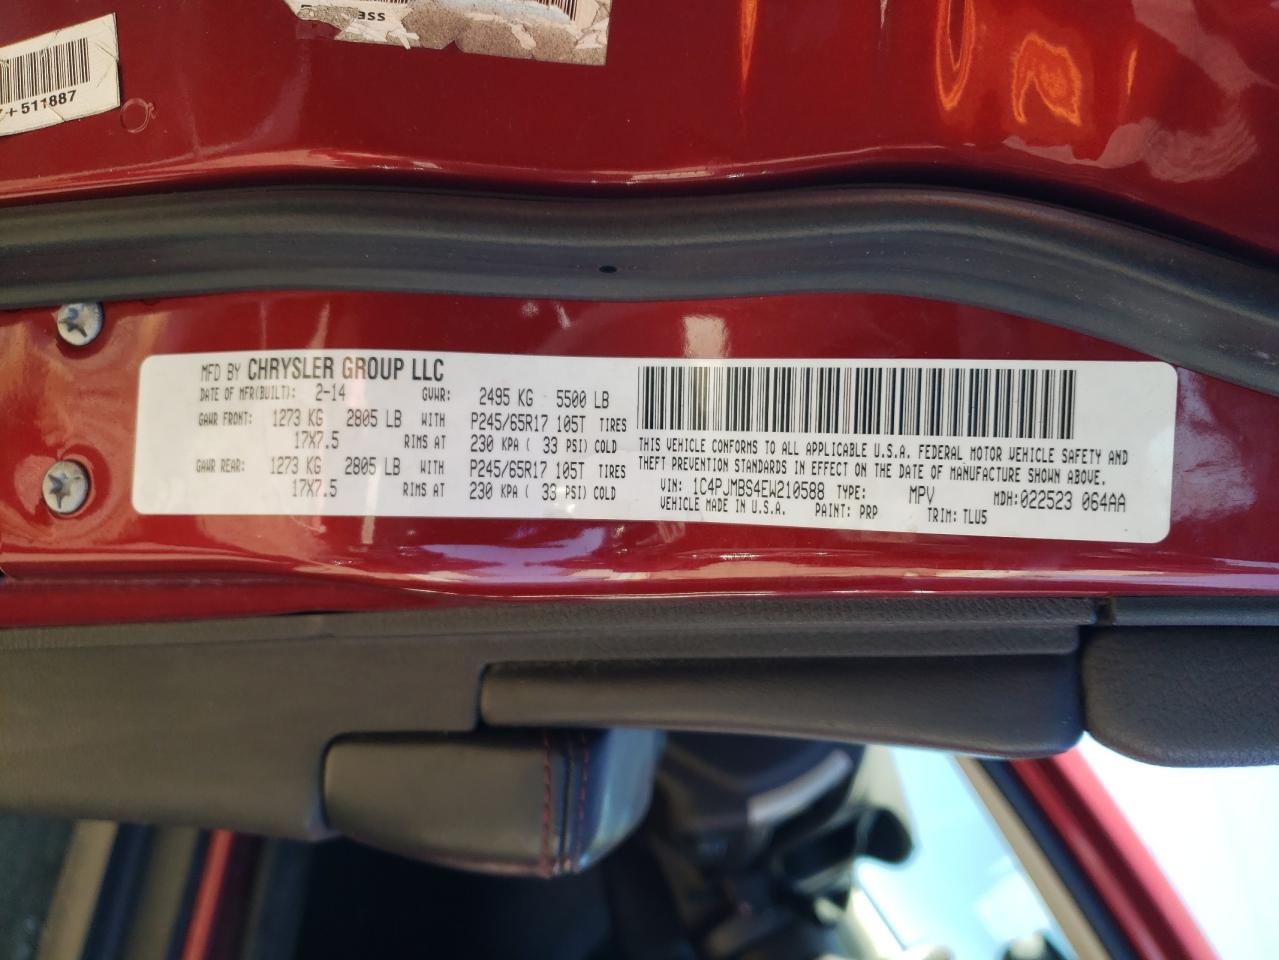 ss
+511887
MFD BY CHRYSLER GROUP LLC
DATE OF MFR(BUILT): 2-14 GVWR: 2495 KG 5500 LB
GAWR FRONT: 1273 KG 2805 LB WITH P245/65R17 105T TIRES
17X7.5 RIMS AT 230 KPA ( 33 PSI) COLD
GAWR REAR: 1273 KG 2805 LB WITH P245/65R17 105T TIRES
17X7.5 RIMS AT 230 KPA ( 33 PSI) COLD
THIS VEHICLE CONFORMS TO ALL APPLICABLE U.S.A. FEDERAL MOTOR VEHICLE SAFETY AND
THEFT PREVENTION STANDARDS IN EFFECT ON THE DATE OF MANUFACTURE SHOWN ABOVE.
VIN: 1C4PJMBS4EW210588 TYPE: MPV MDH:022523 064AA
VEHICLE MADE IN U.S.A. PAINT: PRP TRIM: TLU5